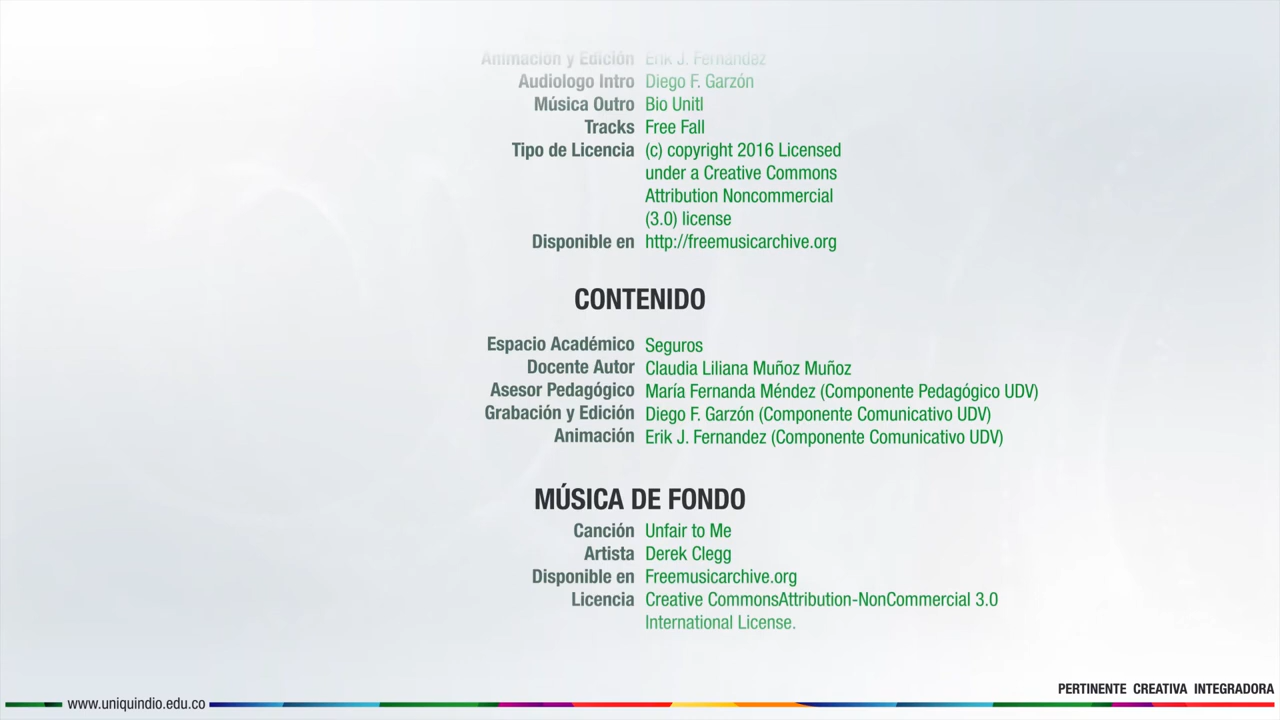 Animación y Edición Erik J. Fernandez
Audiologo Intro Diego F. Garzón
Música Outro Bio Unitl
Tracks Free Fall
Tipo de Licencia (c) copyright 2016 Licensed
under a Creative Commons
Attribution Noncommercial
(3.0) license
Disponible en http://freemusicarchive.org
CONTENIDO
Espacio Académico Seguros
Docente Autor Claudia Liliana Muñoz Muñoz
Asesor Pedagógico María Fernanda Méndez (Componente Pedagógico UDV)
Grabación y Edición Diego F. Garzón (Componente Comunicativo UDV)
Animación Erik J. Fernandez (Componente Comunicativo UDV)
MÚSICA DE FONDO
Canción Unfair to Me
Artista Derek Clegg
Disponible en Freemusicarchive.org
Licencia Creative CommonsAttribution-NonCommercial 3.0
International License.
PERTINENTE CREATIVA INTEGRADORA
www.uniquindio.edu.co